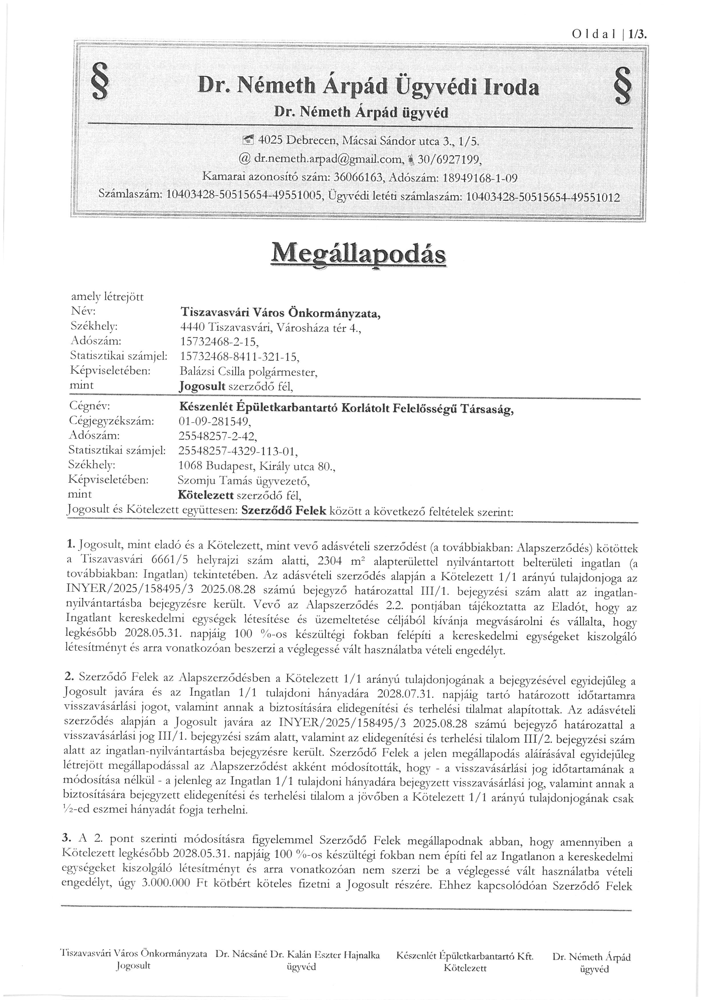 Oldal | 1/3.
§ Dr. Németh Árpád Ügyvédi Iroda §
Dr. Németh Árpád ügyvéd
4025 Debrecen, Mácsai Sándor utca 3., 1/5.
@ dr.nemeth.arpad@gmail.com, 30/6927199,
Kamarai azonosító szám: 36066163, Adószám: 18949168-1-09
Számlaszám: 10403428-50515654-49551005, Ügyvédi letéti számlaszám: 10403428-50515654-49551012
Megállapodás
amely létrejött
Név: Tiszavasvári Város Önkormányzata,
Székhely: 4440 Tiszavasvári, Városháza tér 4.,
Adószám: 15732468-2-15,
Statisztikai számjel: 15732468-8411-321-15,
Képviseletében: Balázsi Csilla polgármester,
mint Jogosult szerződő fél,
Cégnév: Készenlét Épületkarbantartó Korlátolt Felelősségű Társaság,
Cégjegyzékszám: 01-09-281549,
Adószám: 25548257-2-42,
Statisztikai számjel: 25548257-4329-113-01,
Székhely: 1068 Budapest, Király utca 80.,
Képviseletében: Szomju Tamás ügyvezető,
mint Kötelezett szerződő fél,
Jogosult és Kötelezett együttesen: Szerződő Felek között a következő feltételek szerint:
1. Jogosult, mint eladó és a Kötelezett, mint vevő adásvételi szerződést (a továbbiakban: Alapszerződés) kötöttek
a Tiszavasvári 6661/5 helyrajzi szám alatti, 2304 m² alapterülettel nyilvántartott belterületi ingatlan (a
továbbiakban: Ingatlan) tekintetében. Az adásvételi szerződés alapján a Kötelezett 1/1 arányú tulajdonjoga az
INYER/2025/158495/3 2025.08.28 számú bejegyző határozattal III/1. bejegyzési szám alatt az ingatlan-
nyilvántartásba bejegyzésre került. Vevő az Alapszerződés 2.2. pontjában tájékoztatta az Eladót, hogy az
Ingatlant kereskedelmi egységek létesítése és üzemeltetése céljából kívánja megvásárolni és vállalta, hogy
legkésőbb 2028.05.31. napjáig 100 %-os készültégi fokban felépíti a kereskedelmi egységeket kiszolgáló
létesítményt és arra vonatkozóan beszerzi a véglegessé vált használatba vételi engedélyt.
2. Szerződő Felek az Alapszerződésben a Kötelezett 1/1 arányú tulajdonjogának a bejegyzésével egyidejűleg a
Jogosult javára és az Ingatlan 1/1 tulajdoni hányadára 2028.07.31. napjáig tartó határozott időtartamra
visszavásárlási jogot, valamint annak a biztosítására elidegenítési és terhelési tilalmat alapítottak. Az adásvételi
szerződés alapján a Jogosult javára az INYER/2025/158495/3 2025.08.28 számú bejegyző határozattal a
visszavásárlási jog III/1. bejegyzési szám alatt, valamint az elidegenítési és terhelési tilalom III/2. bejegyzési szám
alatt az ingatlan-nyilvántartásba bejegyzésre került. Szerződő Felek a jelen megállapodás aláírásával egyidejűleg
létrejött megállapodással az Alapszerződést akként módosították, hogy - a visszavásárlási jog időtartamának a
módosítása nélkül - a jelenleg az Ingatlan 1/1 tulajdoni hányadára bejegyzett visszavásárlási jog, valamint annak a
biztosítására bejegyzett elidegenítési és terhelési tilalom a jövőben a Kötelezett 1/1 arányú tulajdonjogának csak
½-ed eszmei hányadát fogja terhelni.
3. A 2. pont szerinti módosításra figyelemmel Szerződő Felek megállapodnak abban, hogy amennyiben a
Kötelezett legkésőbb 2028.05.31. napjáig 100 %-os készültégi fokban nem építi fel az Ingatlanon a kereskedelmi
egységeket kiszolgáló létesítményt és arra vonatkozóan nem szerzi be a véglegessé vált használatba vételi
engedélyt, úgy 3.000.000 Ft kötbért köteles fizetni a Jogosult részére. Ehhez kapcsolódóan Szerződő Felek
Tiszavasvári Város Önkormányzata Dr. Nácsáné Dr. Kalán Eszter Hajnalka Készenlét Épületkarbantartó Kft. Dr. Németh Árpád
Jogosult ügyvéd Kötelezett ügyvéd